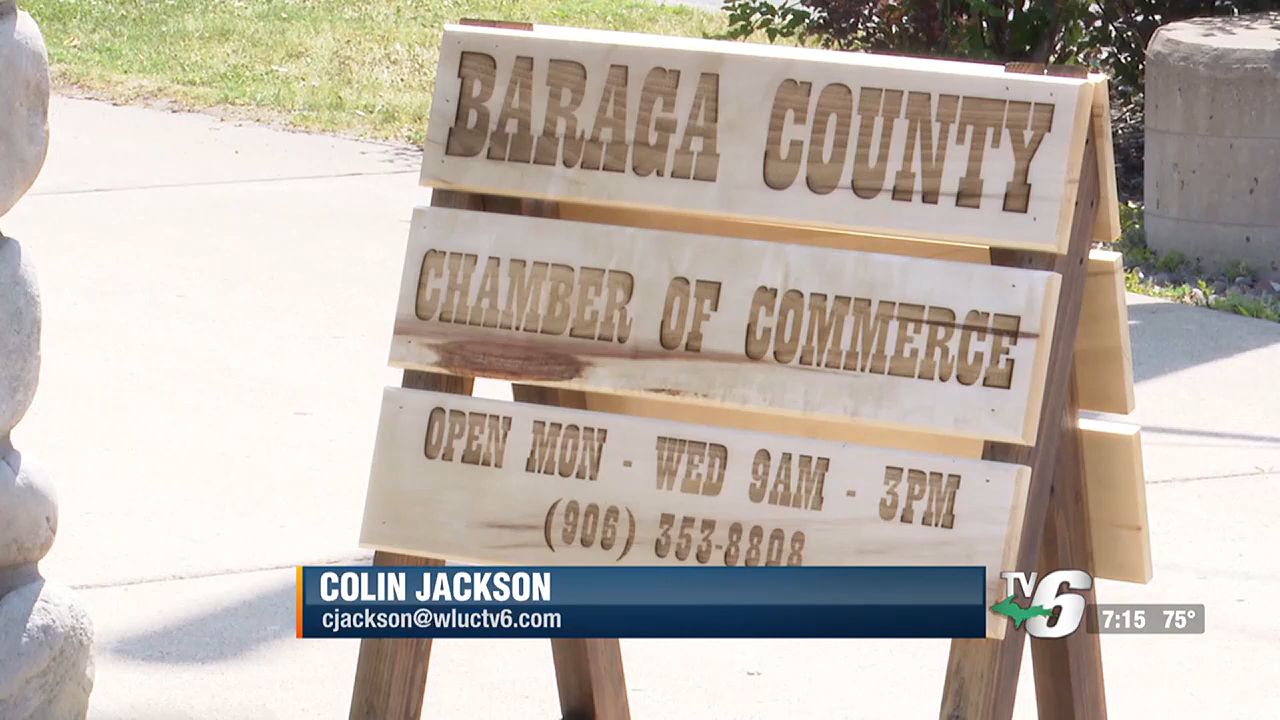 BARAGA COUNTY
CHAMBER OF COMMERCE
OPEN MON - WED 9AM - 3PM
(906) 353-8808
COLIN JACKSON
cjackson@wluctv6.com
TV6
7:15 75°